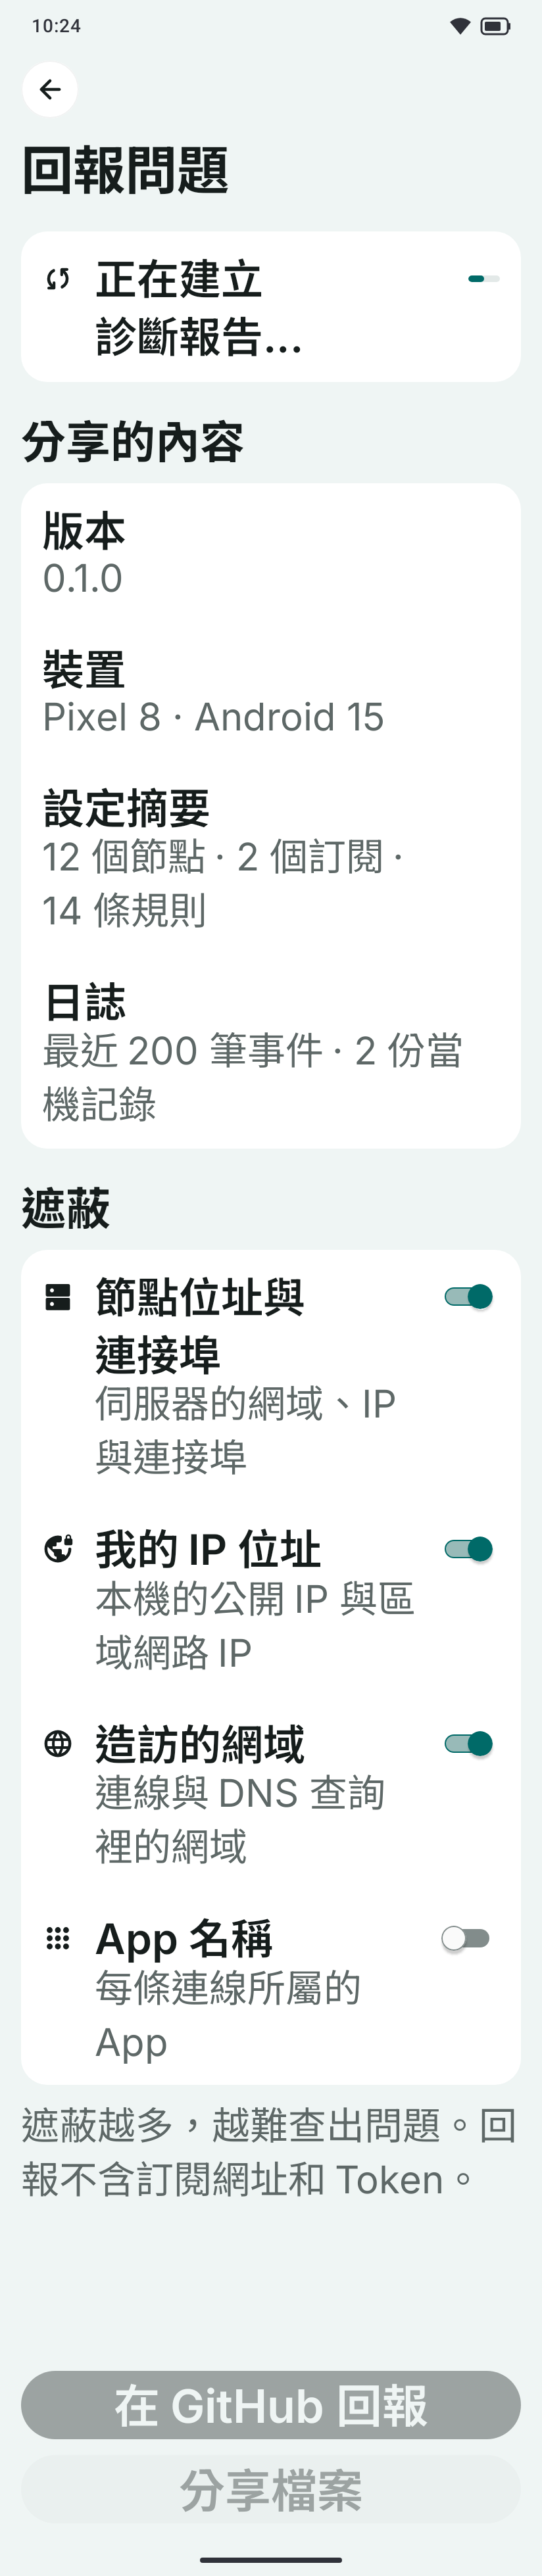 10:24
回報問題
正在建立
診斷報告...
分享的內容
版本
0.1.0
裝置
Pixel 8 · Android 15
設定摘要
12 個節點 · 2 個訂閱 ·
14 條規則
日誌
最近 200 筆事件 · 2 份當
機記錄
遮蔽
節點位址與
連接埠
伺服器的網域、IP
與連接埠
我的 IP 位址
本機的公開 IP 與區
域網路 IP
造訪的網域
連線與 DNS 查詢
裡的網域
App 名稱
每條連線所屬的
App
遮蔽越多，越難查出問題。回
報不含訂閱網址和 Token。
在 GitHub 回報
分享檔案